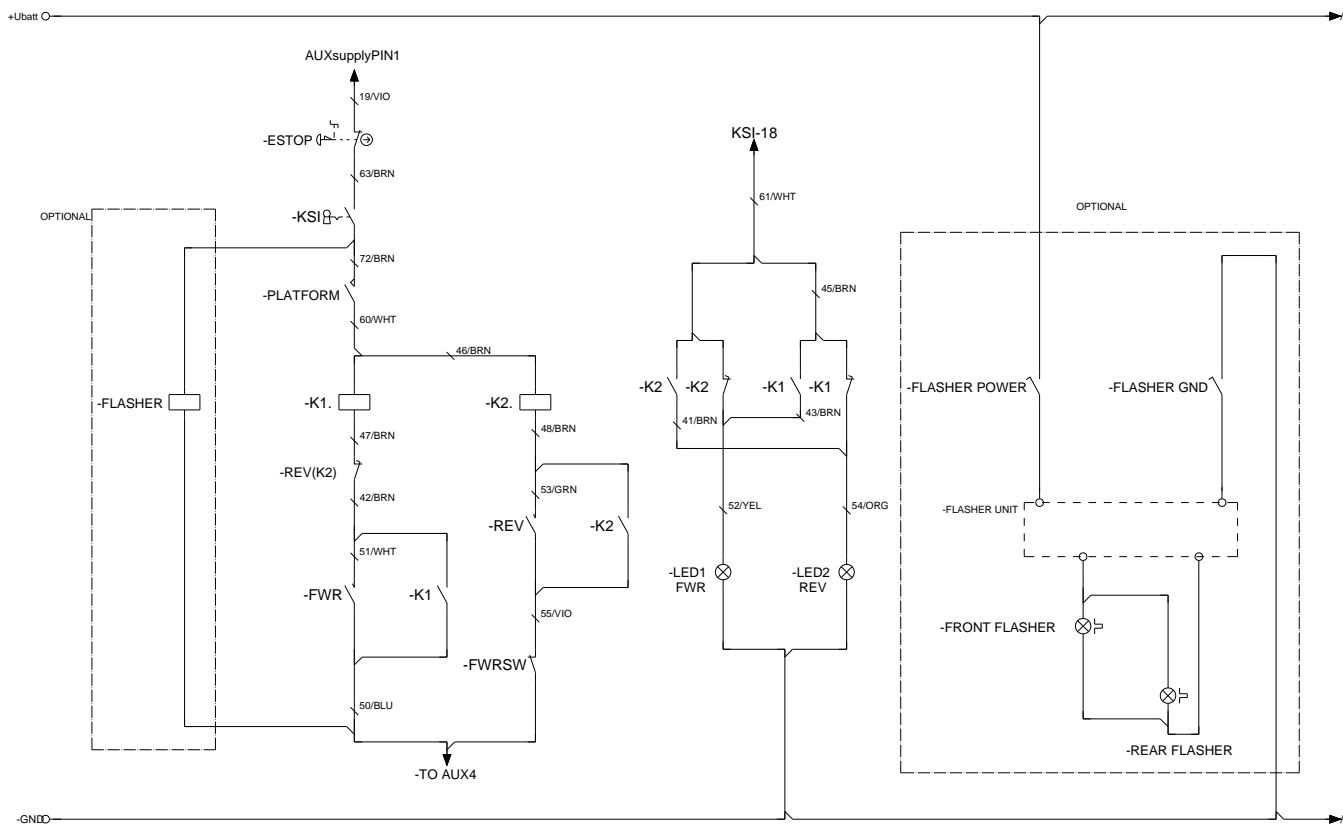 +Ubatt
AUXsupplyPIN1
19/VIO
-ESTOP
63/BRN
-KSI
OPTIONAL
72/BRN
-PLATFORM
60/WHT
46/BRN
-FLASHER
-K1.
-K2.
47/BRN
48/BRN
-REV(K2)
42/BRN
53/GRN
-REV
-K2
51/WHT
-FWR
-K1
55/VIO
-FWRSW
50/BLU
-TO AUX4
KSI-18
61/WHT
45/BRN
-K2
-K2
-K1
-K1
41/BRN
43/BRN
52/YEL
54/ORG
-LED1
FWR
-LED2
REV
OPTIONAL
-FLASHER POWER
-FLASHER GND
-FLASHER UNIT
-FRONT FLASHER
-REAR FLASHER
-GND